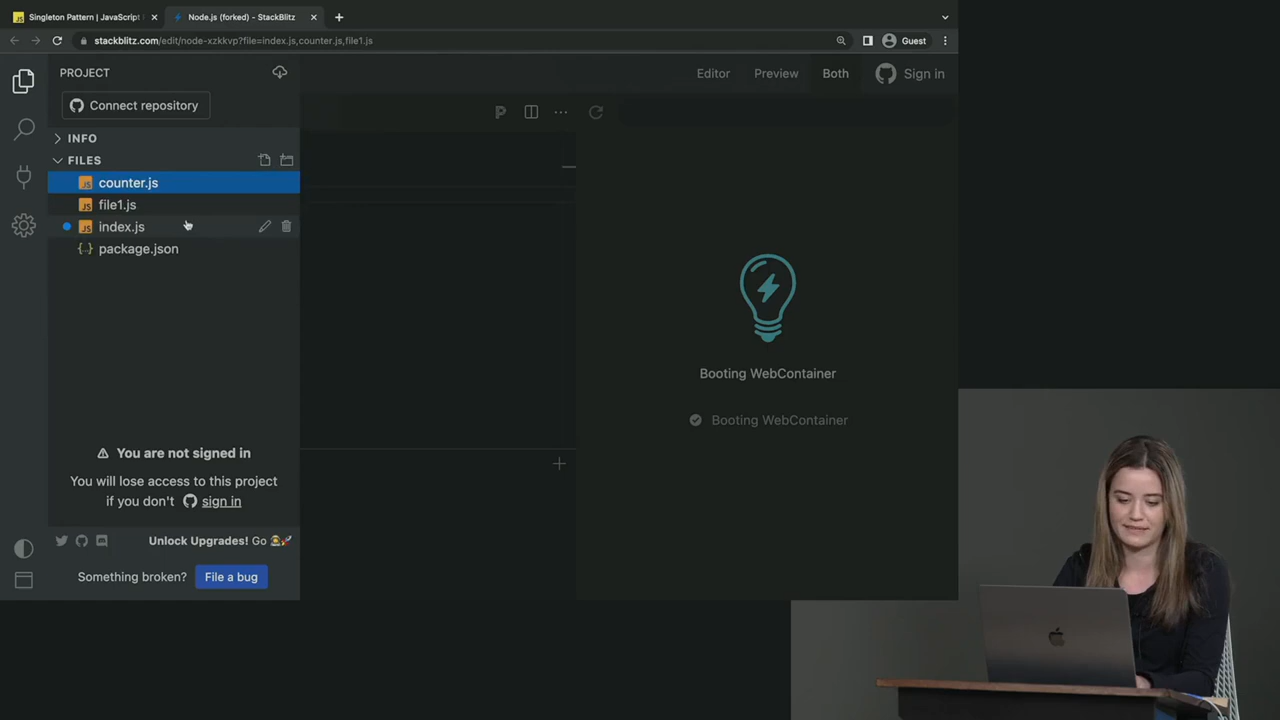 Singleton Pattern | JavaScript
Node.js (forked) - StackBlitz
stackblitz.com/edit/node-xzkkvp?file=index.js,counter.js,file1.js
Guest
PROJECT
Editor
Preview
Both
Sign in
Connect repository
INFO
FILES
JS counter.js
JS file1.js
JS index.js
{..} package.json
Booting WebContainer
Booting WebContainer
You are not signed in
You will lose access to this project
if you don't sign in
Unlock Upgrades! Go
Something broken?
File a bug